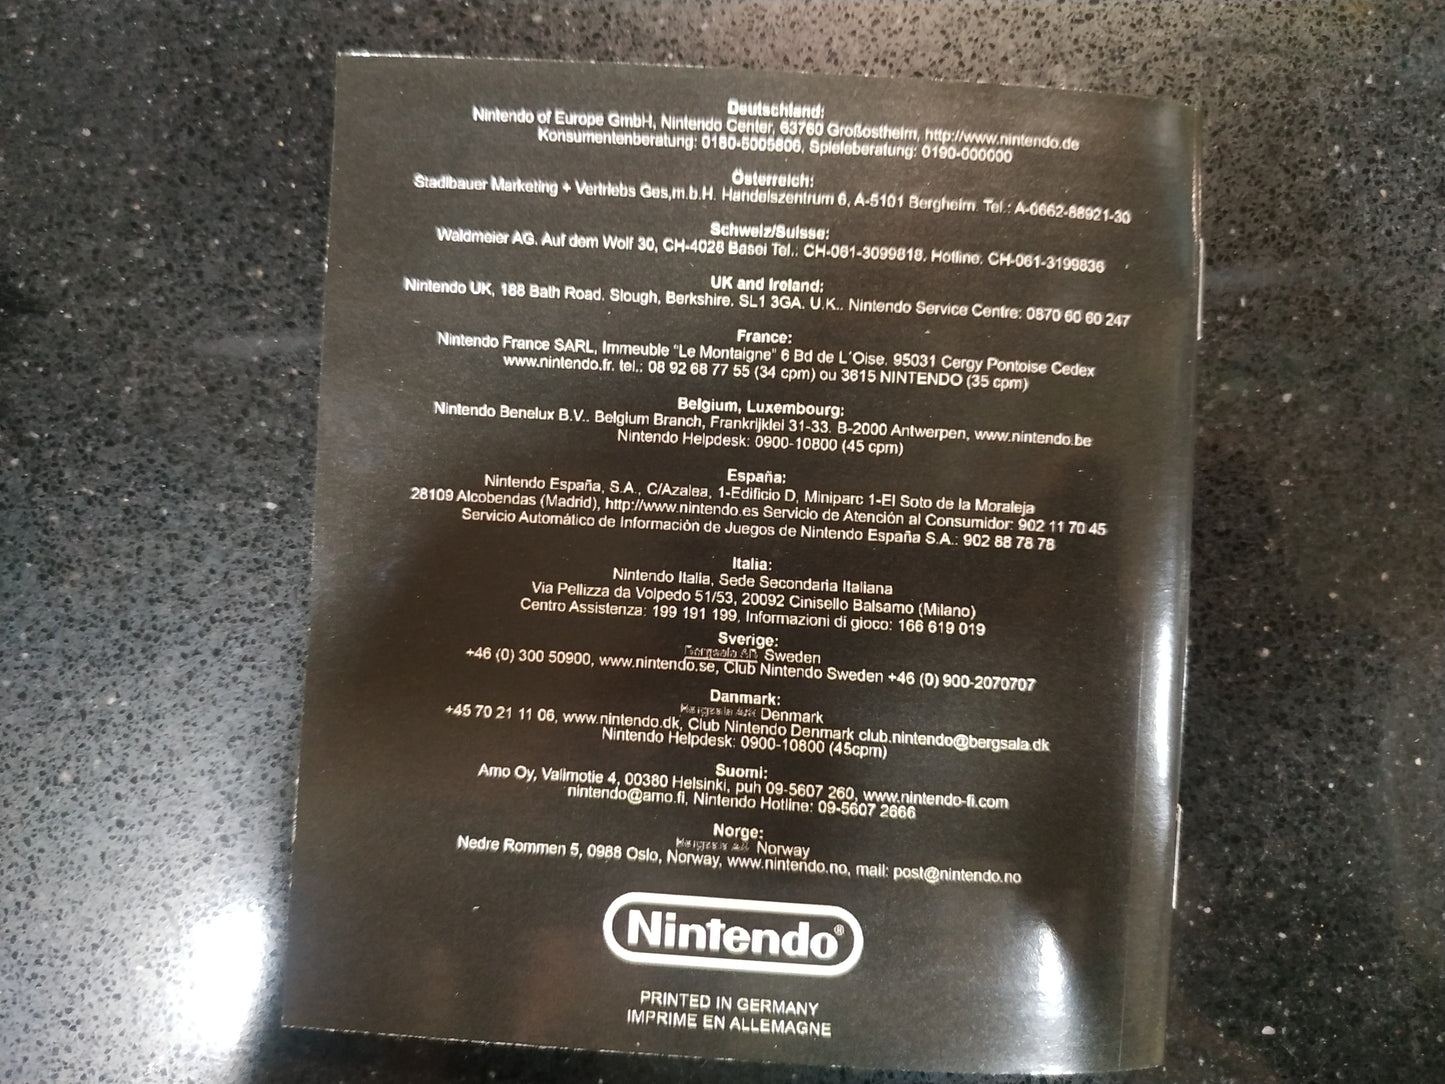 Deutschland:
Nintendo of Europe GmbH, Nintendo Center, 63760 Großostheim, http://www.nintendo.de
Konsumentenberatung: 0180-5005806, Spieleberatung: 0190-000000
Österreich:
Stadlbauer Marketing + Vertriebs Ges,m.b.H. Handelszentrum 6, A-5101 Bergheim. Tel.: A-0662-88921-30
Schweiz/Suisse:
Waldmeier AG. Auf dem Wolf 30, CH-4028 Basel Tel.: CH-061-3099818. Hotline. CH-061-3199836
UK and Ireland:
Nintendo UK, 188 Bath Road. Slough, Berkshire. SL1 3GA. U.K.. Nintendo Service Centre: 0870 60 60 247
France:
Nintendo France SARL, Immeuble "Le Montaigne" 6 Bd de L´Oise. 95031 Cergy Pontoise Cedex
www.nintendo.fr. tel.: 08 92 68 77 55 (34 cpm) ou 3615 NINTENDO (35 cpm)
Belgium, Luxembourg:
Nintendo Benelux B.V.. Belgium Branch, Frankrijklei 31-33. B-2000 Antwerpen, www.nintendo.be
Nintendo Helpdesk: 0900-10800 (45 cpm)
España:
Nintendo España, S.A., C/Azalea, 1-Edificio D, Miniparc 1-El Soto de la Moraleja
28109 Alcobendas (Madrid), http://www.nintendo.es Servicio de Atención al Consumidor: 902 11 70 45
Servicio Automático de Información de Juegos de Nintendo España S.A.: 902 88 78 78
Italia:
Nintendo Italia, Sede Secondaria Italiana
Via Pellizza da Volpedo 51/53, 20092 Cinisello Balsamo (Milano)
Centro Assistenza: 199 191 199, Informazioni di gioco: 166 619 019
Sverige:
Sweden
+46 (0) 300 50900, www.nintendo.se, Club Nintendo Sweden +46 (0) 900-2070707
Danmark:
Denmark
+45 70 21 11 06, www.nintendo.dk, Club Nintendo Denmark club.nintendo@bergsala.dk
Nintendo Helpdesk: 0900-10800 (45cpm)
Suomi:
Amo Oy, Valimotie 4, 00380 Helsinki, puh 09-5607 260, www.nintendo-fi.com
nintendo@amo.fi, Nintendo Hotline: 09-5607 2666
Norge:
Norway
Nedre Rommen 5, 0988 Oslo, Norway, www.nintendo.no, mail: post@nintendo.no
Nintendo®
PRINTED IN GERMANY
IMPRIME EN ALLEMAGNE